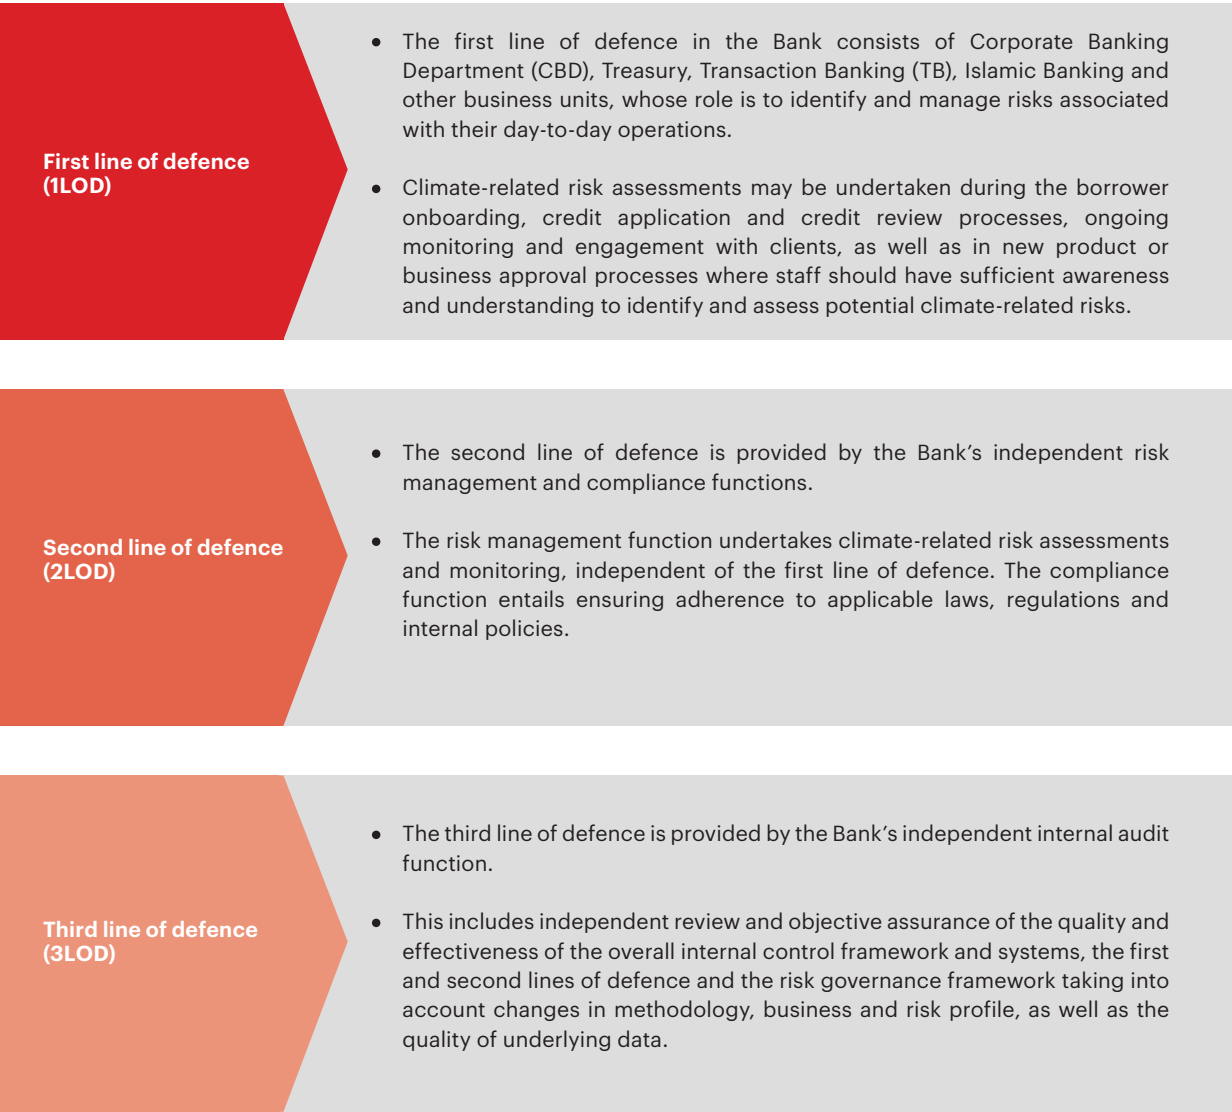 First line of defence
(1LOD)
• The first line of defence in the Bank consists of Corporate Banking
Department (CBD), Treasury, Transaction Banking (TB), Islamic Banking and
other business units, whose role is to identify and manage risks associated
with their day-to-day operations.
• Climate-related risk assessments may be undertaken during the borrower
onboarding, credit application and credit review processes, ongoing
monitoring and engagement with clients, as well as in new product or
business approval processes where staff should have sufficient awareness
and understanding to identify and assess potential climate-related risks.
Second line of defence
(2LOD)
• The second line of defence is provided by the Bank’s independent risk
management and compliance functions.
• The risk management function undertakes climate-related risk assessments
and monitoring, independent of the first line of defence. The compliance
function entails ensuring adherence to applicable laws, regulations and
internal policies.
Third line of defence
(3LOD)
• The third line of defence is provided by the Bank’s independent internal audit
function.
• This includes independent review and objective assurance of the quality and
effectiveness of the overall internal control framework and systems, the first
and second lines of defence and the risk governance framework taking into
account changes in methodology, business and risk profile, as well as the
quality of underlying data.